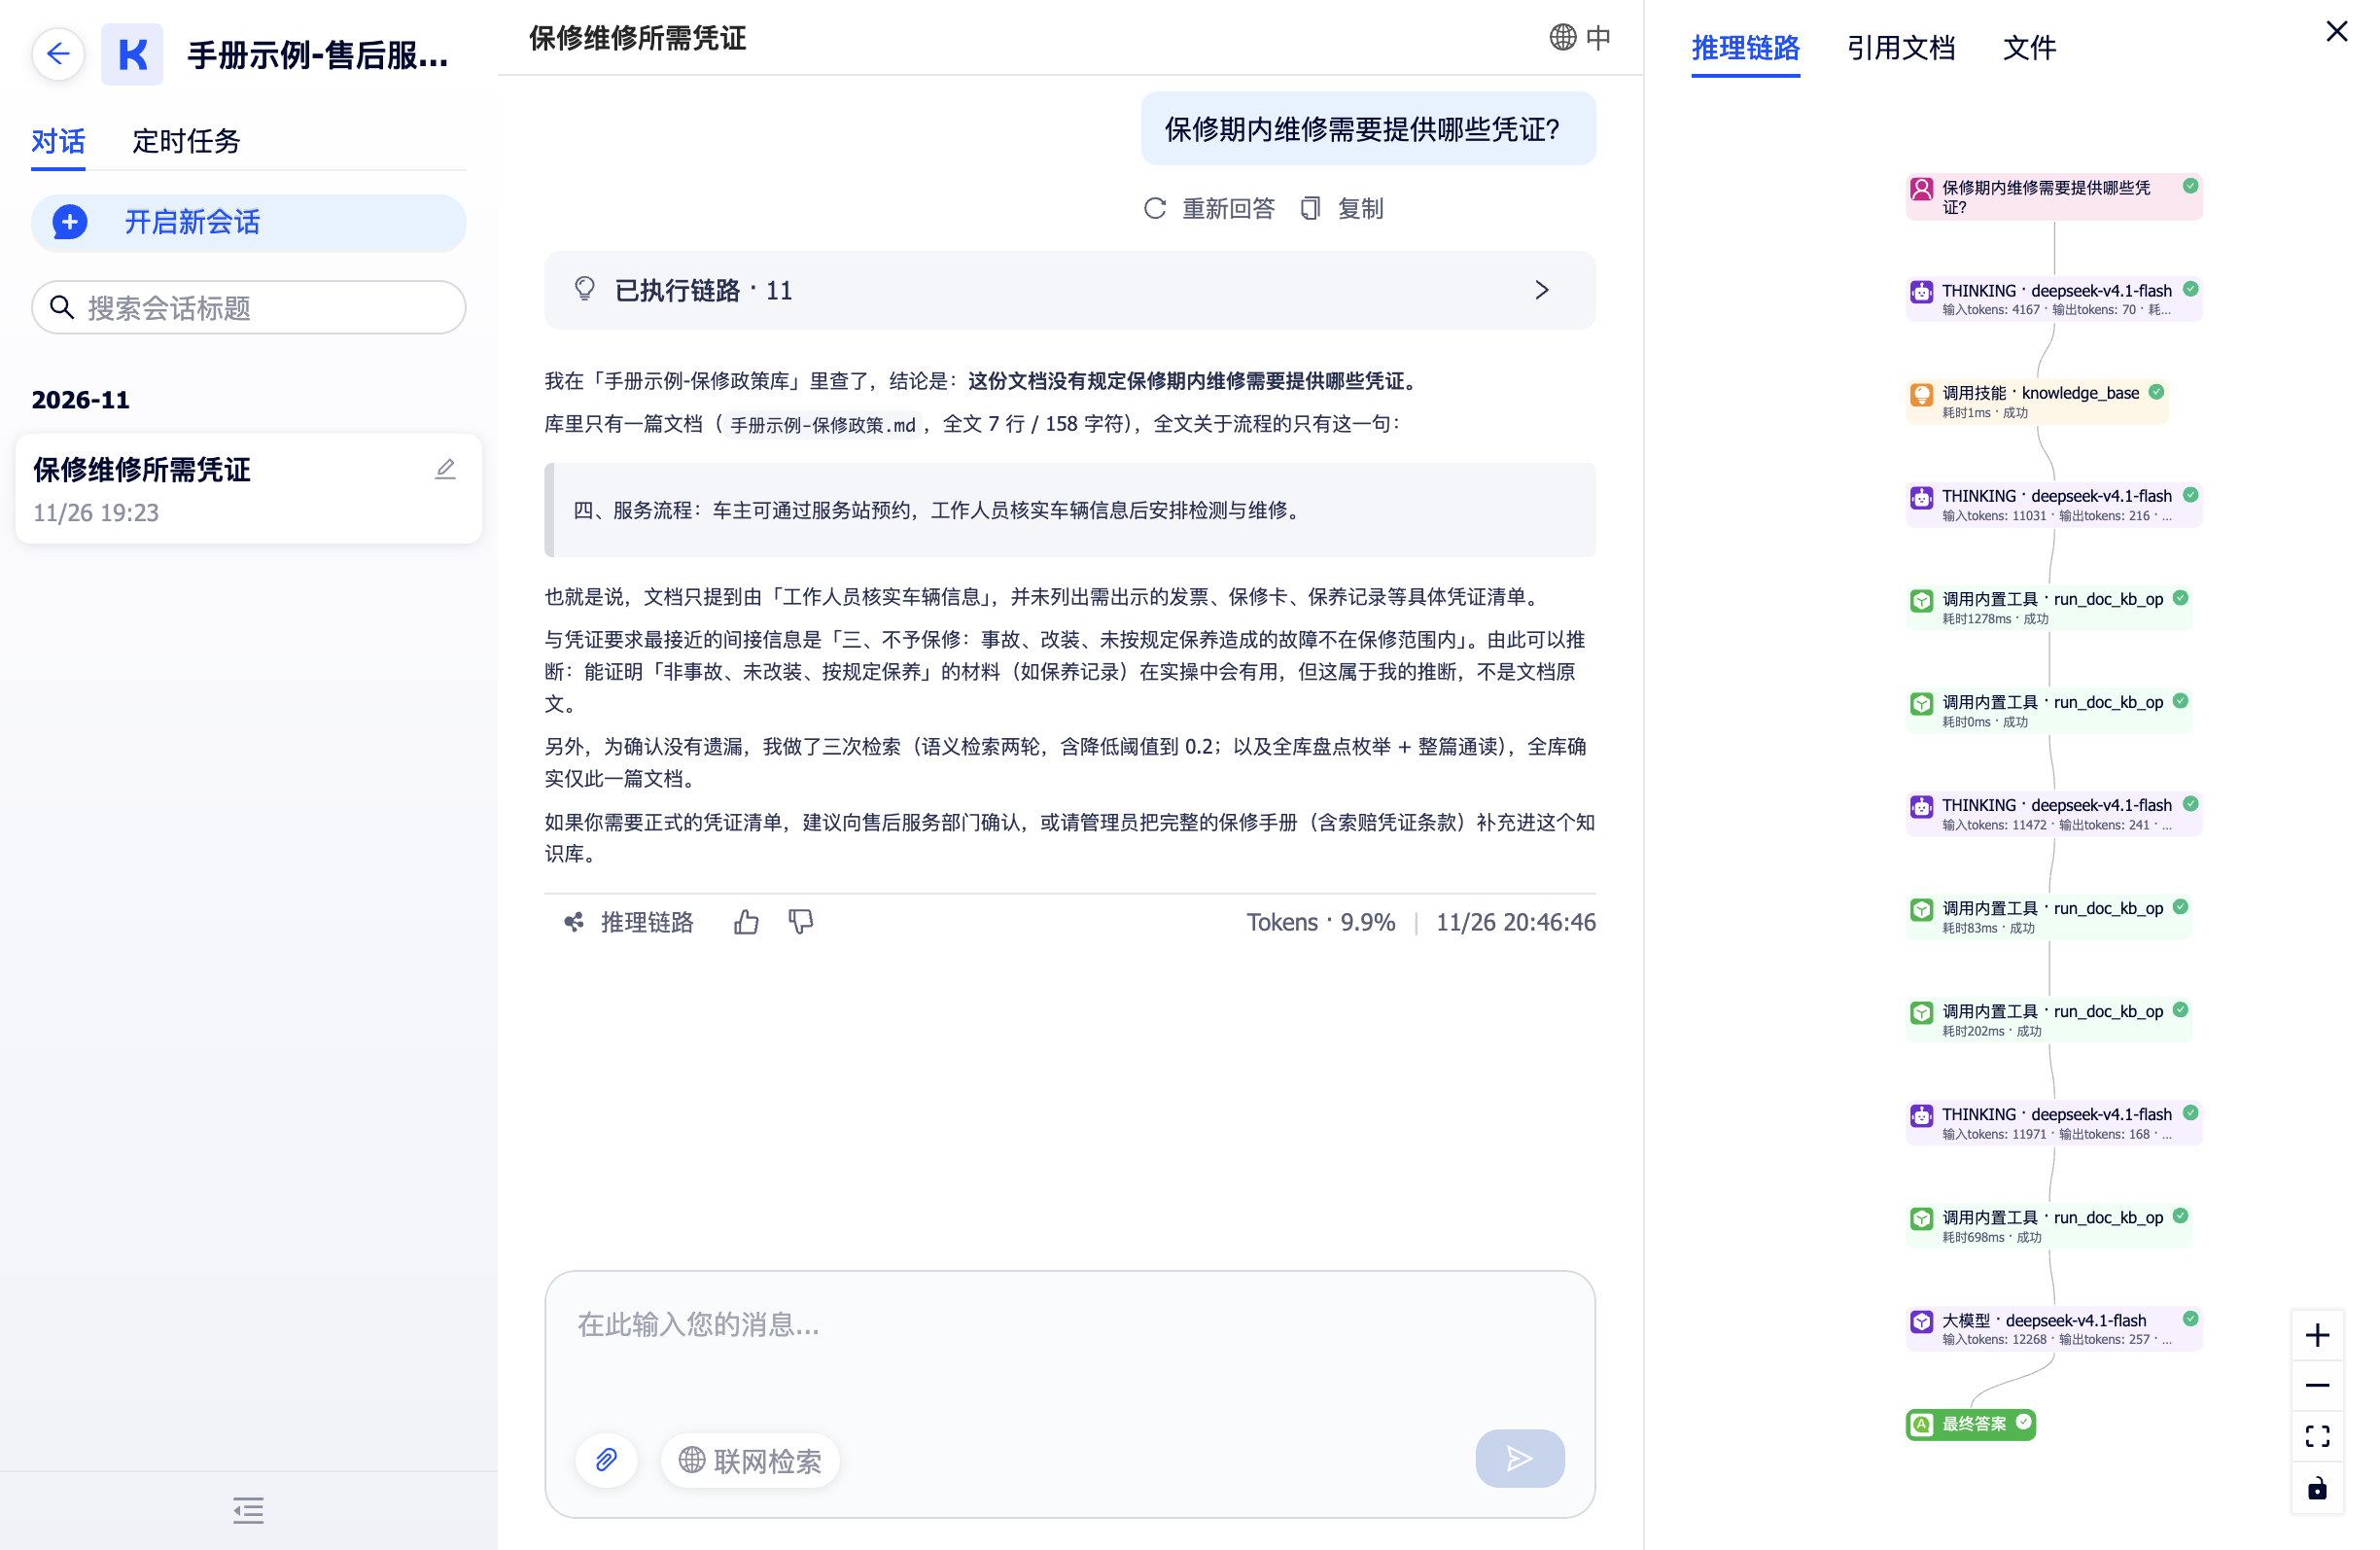 手册示例-售后服...
对话
定时任务
开启新会话
搜索会话标题
2026-11
保修维修所需凭证
11/26 19:23
保修维修所需凭证
中
保修期内维修需要提供哪些凭证?
重新回答
复制
已执行链路 · 11
我在「手册示例-保修政策库」里查了，结论是：这份文档没有规定保修期内维修需要提供哪些凭证。
库里只有一篇文档（手册示例-保修政策.md，全文 7 行 / 158 字符），全文关于流程的只有这一句：
四、服务流程：车主可通过服务站预约，工作人员核实车辆信息后安排检测与维修。
也就是说，文档只提到由「工作人员核实车辆信息」，并未列出需出示的发票、保修卡、保养记录等具体凭证清单。
与凭证要求最接近的间接信息是「三、不予保修：事故、改装、未按规定保养造成的故障不在保修范围内」。由此可以推
断：能证明「非事故、未改装、按规定保养」的材料（如保养记录）在实操中会有用，但这属于我的推断，不是文档原
文。
另外，为确认没有遗漏，我做了三次检索（语义检索两轮，含降低阈值到 0.2；以及全库盘点枚举 + 整篇通读），全库确
实仅此一篇文档。
如果你需要正式的凭证清单，建议向售后服务部门确认，或请管理员把完整的保修手册（含索赔凭证条款）补充进这个知
识库。
推理链路
Tokens · 9.9% | 11/26 20:46:46
在此输入您的消息...
联网检索
推理链路
引用文档
文件
保修期内维修需要提供哪些凭
证?
THINKING · deepseek-v4.1-flash
输入tokens: 4167 · 输出tokens: 70 · 耗...
调用技能 · knowledge_base
耗时1ms · 成功
THINKING · deepseek-v4.1-flash
输入tokens: 11031 · 输出tokens: 216 · ...
调用内置工具 · run_doc_kb_op
耗时1278ms · 成功
调用内置工具 · run_doc_kb_op
耗时0ms · 成功
THINKING · deepseek-v4.1-flash
输入tokens: 11472 · 输出tokens: 241 · ...
调用内置工具 · run_doc_kb_op
耗时83ms · 成功
调用内置工具 · run_doc_kb_op
耗时202ms · 成功
THINKING · deepseek-v4.1-flash
输入tokens: 11971 · 输出tokens: 168 · ...
调用内置工具 · run_doc_kb_op
耗时698ms · 成功
大模型 · deepseek-v4.1-flash
输入tokens: 12268 · 输出tokens: 257 · ...
最终答案